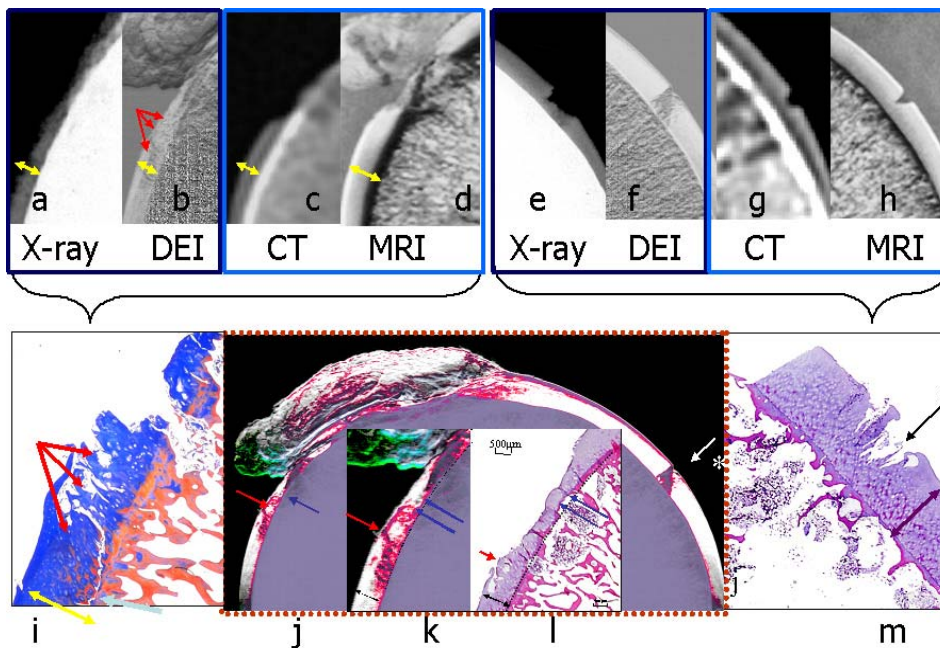 a b c d e f g h
X-ray DEI CT MRI X-ray DEI CT MRI
500µm
*
i j k l m